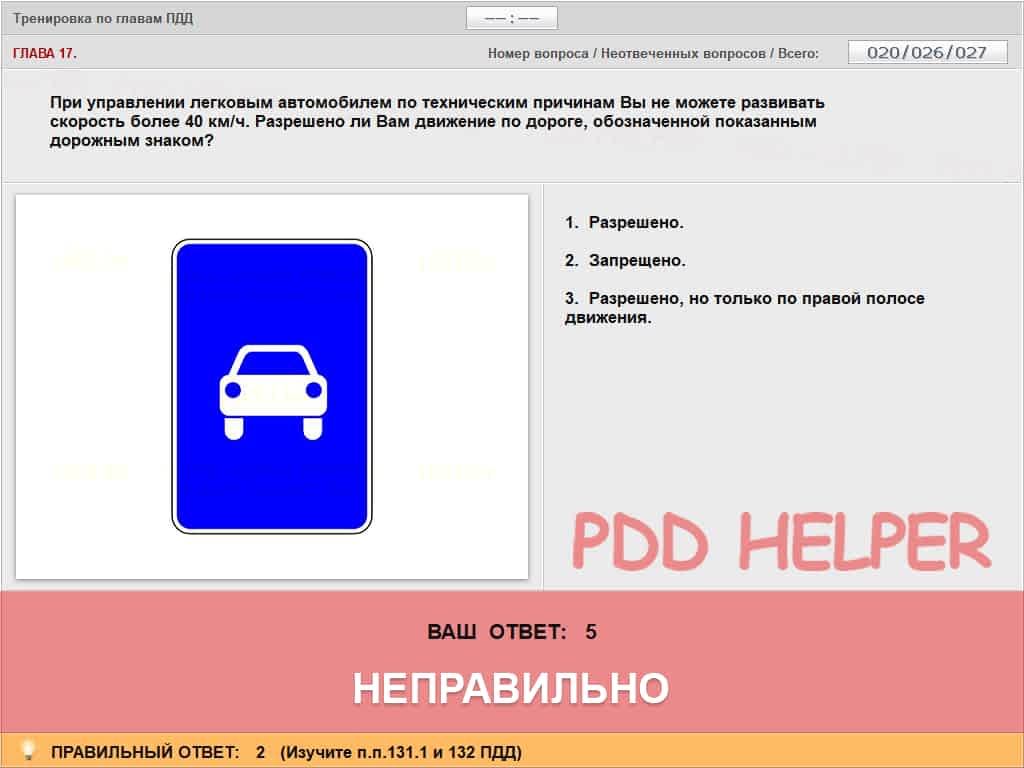 Тренировка по главам ПДД
—— : ——
ГЛАВА 17.
Номер вопроса / Неотвеченных вопросов / Всего:
020/026/027
При управлении легковым автомобилем по техническим причинам Вы не можете развивать
скорость более 40 км/ч. Разрешено ли Вам движение по дороге, обозначенной показанным
дорожным знаком?
1. Разрешено.
2. Запрещено.
3. Разрешено, но только по правой полосе
движения.
PDD HELPER
ВАШ ОТВЕТ: 5
НЕПРАВИЛЬНО
ПРАВИЛЬНЫЙ ОТВЕТ: 2 (Изучите п.п.131.1 и 132 ПДД)